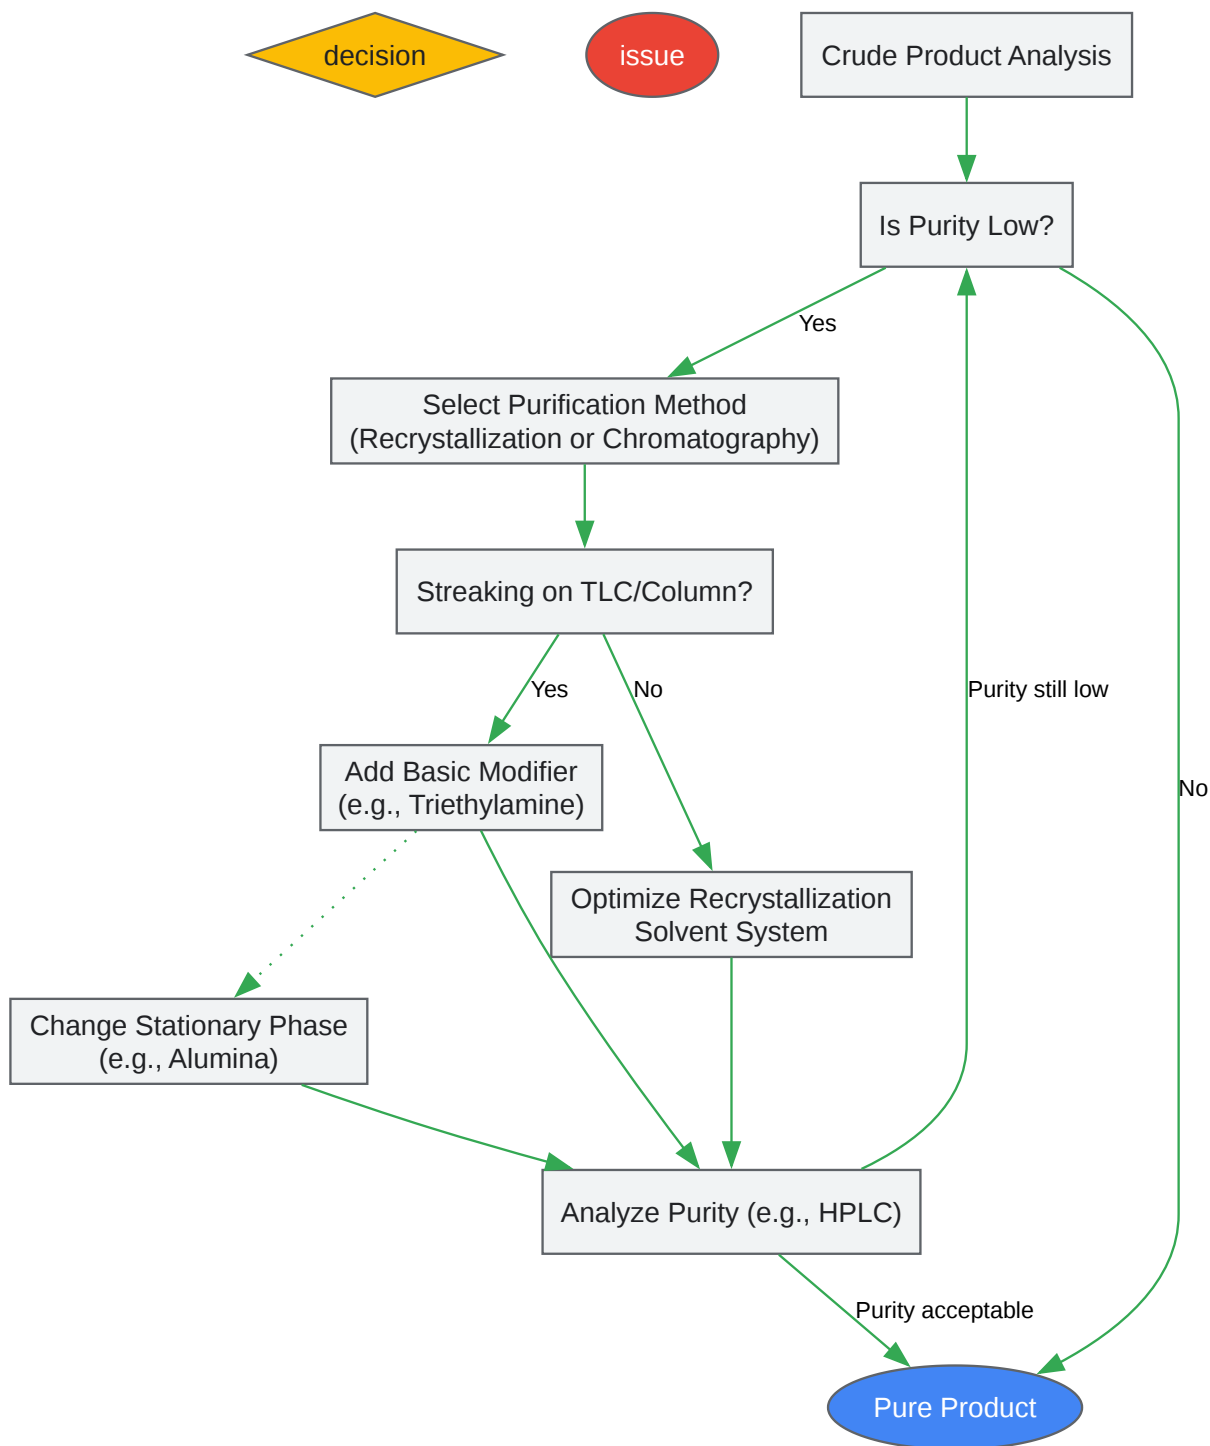 decision
issue
Crude Product Analysis
Is Purity Low?
Yes
Select Purification Method
(Recrystallization or Chromatography)
Streaking on TLC/Column?
Yes
No
Purity still low
Add Basic Modifier
(e.g., Triethylamine)
No
Optimize Recrystallization
Solvent System
Change Stationary Phase
(e.g., Alumina)
Analyze Purity (e.g., HPLC)
Purity acceptable
Pure Product